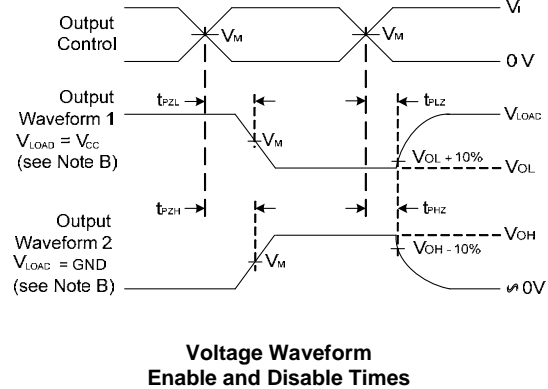 Output
Control
VM
VM
VI
0 V
Output
Waveform 1
VLOAD = VCC
(see Note B)
tPZL
tPLZ
VM
VLOAD
VOL + 10%
VOL
Output
Waveform 2
VLOAD = GND
(see Note B)
tPZH
tPHZ
VM
VOH
VOH - 10%
∽ 0V
Voltage Waveform
Enable and Disable Times